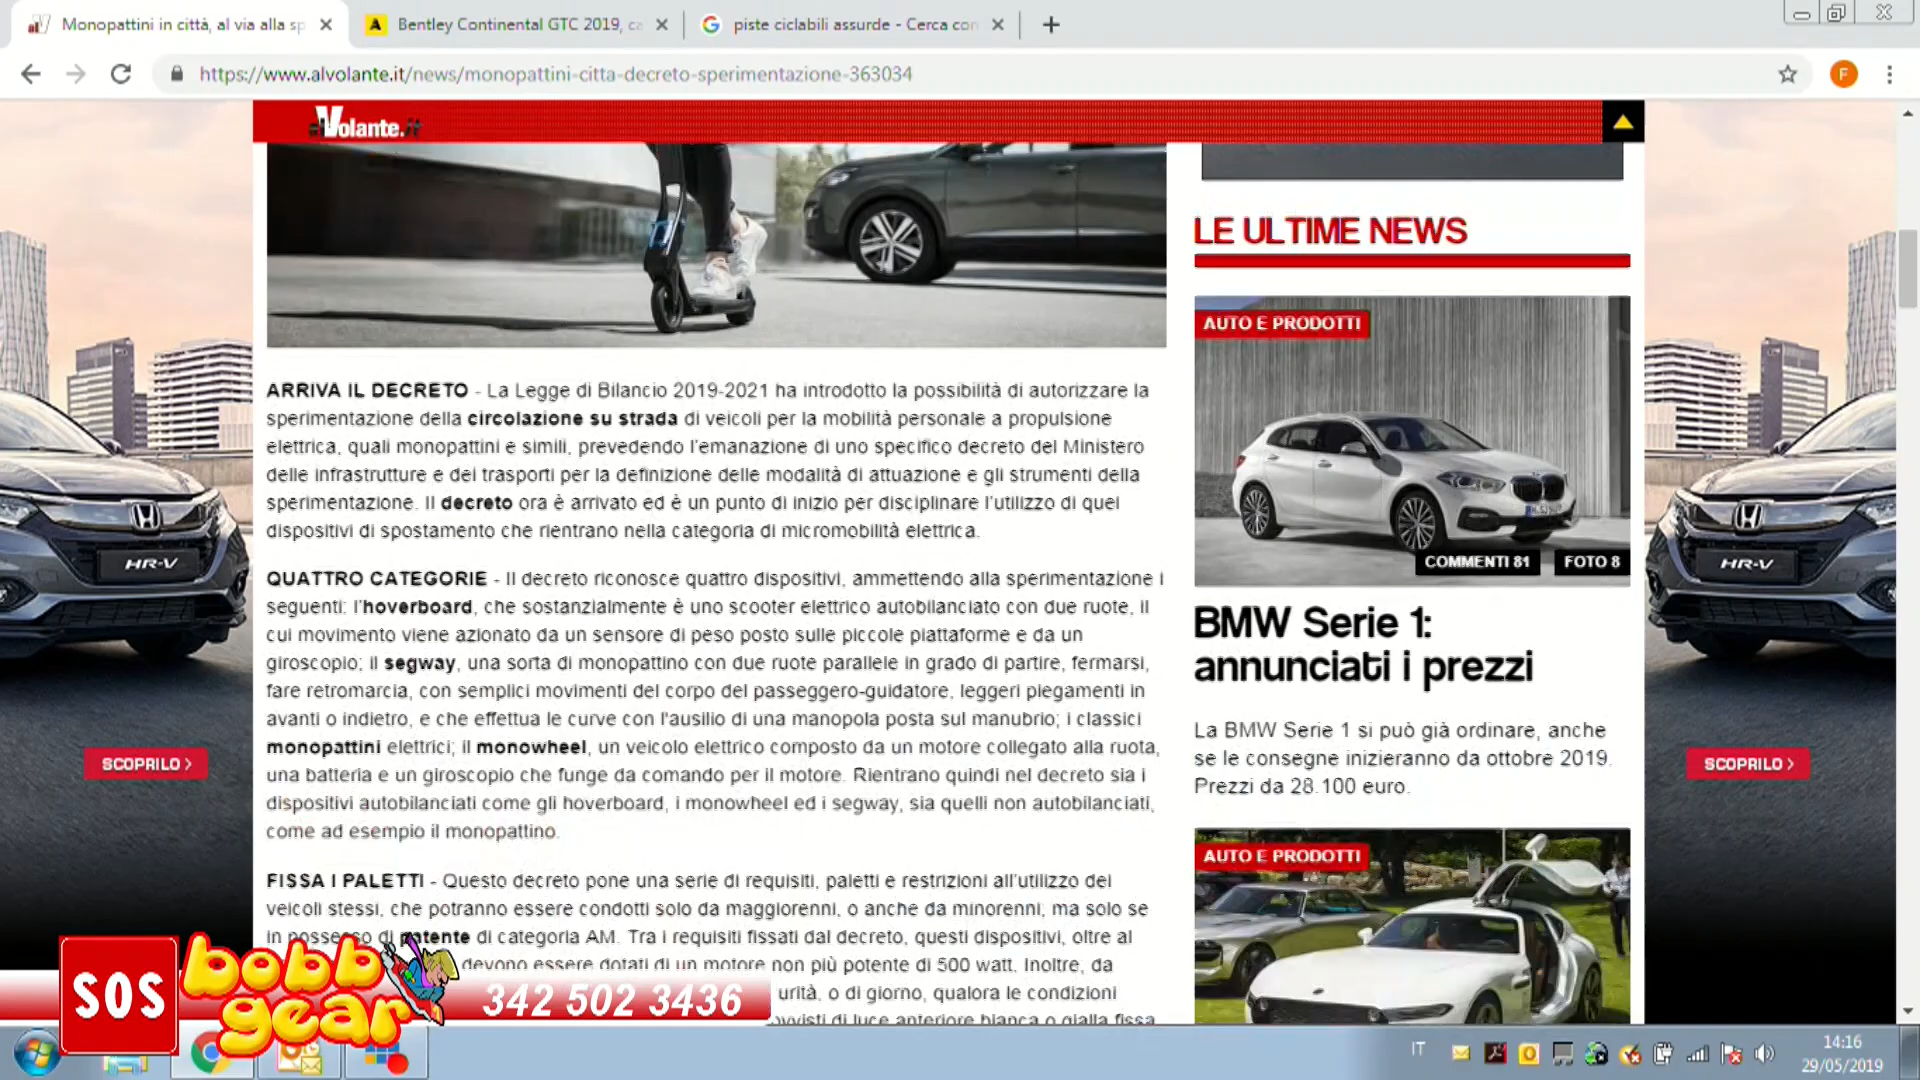 Monopattini in città, al via alla sp
Bentley Continental GTC 2019, ca
piste ciclabili assurde - Cerca con
https://www.alvolante.it/news/monopattini-citta-decreto-sperimentazione-363034
F
alVolante.it
LE ULTIME NEWS
AUTO E PRODOTTI
COMMENTI 81
FOTO 8
BMW Serie 1:
annunciati i prezzi
La BMW Serie 1 si può già ordinare, anche
se le consegne inizieranno da ottobre 2019.
Prezzi da 28.100 euro.
AUTO E PRODOTTI
ARRIVA IL DECRETO - La Legge di Bilancio 2019-2021 ha introdotto la possibilità di autorizzare la
sperimentazione della circolazione su strada di veicoli per la mobilità personale a propulsione
elettrica, quali monopattini e simili, prevedendo l'emanazione di uno specifico decreto del Ministero
delle infrastrutture e dei trasporti per la definizione delle modalità di attuazione e gli strumenti della
sperimentazione. Il decreto ora è arrivato ed è un punto di inizio per disciplinare l'utilizzo di quei
dispositivi di spostamento che rientrano nella categoria di micromobilità elettrica.
QUATTRO CATEGORIE - Il decreto riconosce quattro dispositivi, ammettendo alla sperimentazione i
seguenti: l'hoverboard, che sostanzialmente è uno scooter elettrico autobilanciato con due ruote, il
cui movimento viene azionato da un sensore di peso posto sulle piccole piattaforme e da un
giroscopio; il segway, una sorta di monopattino con due ruote parallele in grado di partire, fermarsi,
fare retromarcia, con semplici movimenti del corpo del passeggero-guidatore, leggeri piegamenti in
avanti o indietro, e che effettua le curve con l'ausilio di una manopola posta sul manubrio; i classici
monopattini elettrici; il monowheel, un veicolo elettrico composto da un motore collegato alla ruota,
una batteria e un giroscopio che funge da comando per il motore. Rientrano quindi nel decreto sia i
dispositivi autobilanciati come gli hoverboard, i monowheel ed i segway, sia quelli non autobilanciati,
come ad esempio il monopattino.
FISSA I PALETTI - Questo decreto pone una serie di requisiti, paletti e restrizioni all'utilizzo dei
veicoli stessi, che potranno essere condotti solo da maggiorenni, o anche da minorenni, ma solo se
in possesso di patente di categoria AM. Tra i requisiti fissati dal decreto, questi dispositivi, oltre al
devono essere dotati di un motore non più potente di 500 watt. Inoltre, da
urità, o di giorno, qualora le condizioni
vvisti di luce anteriore bianca o gialla fissa
HR-V
SCOPRILO >
HR-V
SCOPRILO >
SOS
bobb
gear
342 502 3436
IT
14:16
29/05/2019